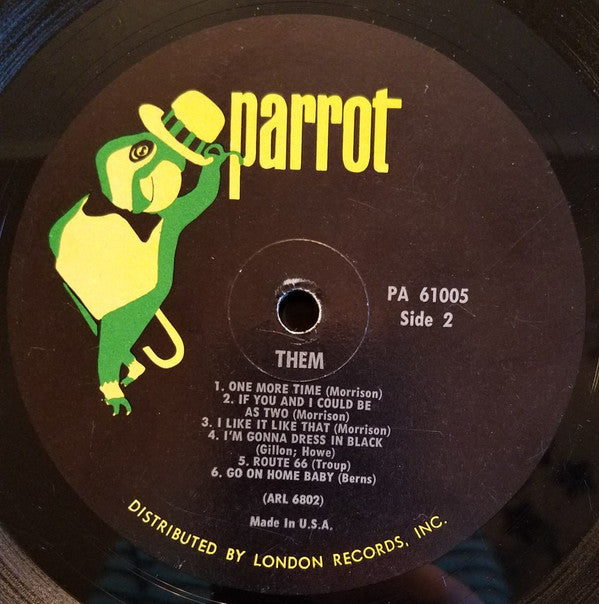 parrot
PA 61005
Side 2
THEM
1. ONE MORE TIME (Morrison)
2. IF YOU AND I COULD BE
AS TWO (Morrison)
3. I LIKE IT LIKE THAT (Morrison)
4. I'M GONNA DRESS IN BLACK
(Gillon; Howe)
5. ROUTE 66 (Troup)
6. GO ON HOME BABY (Berns)
(ARL 6802)
Made In U.S.A.
DISTRIBUTED BY LONDON RECORDS, INC.